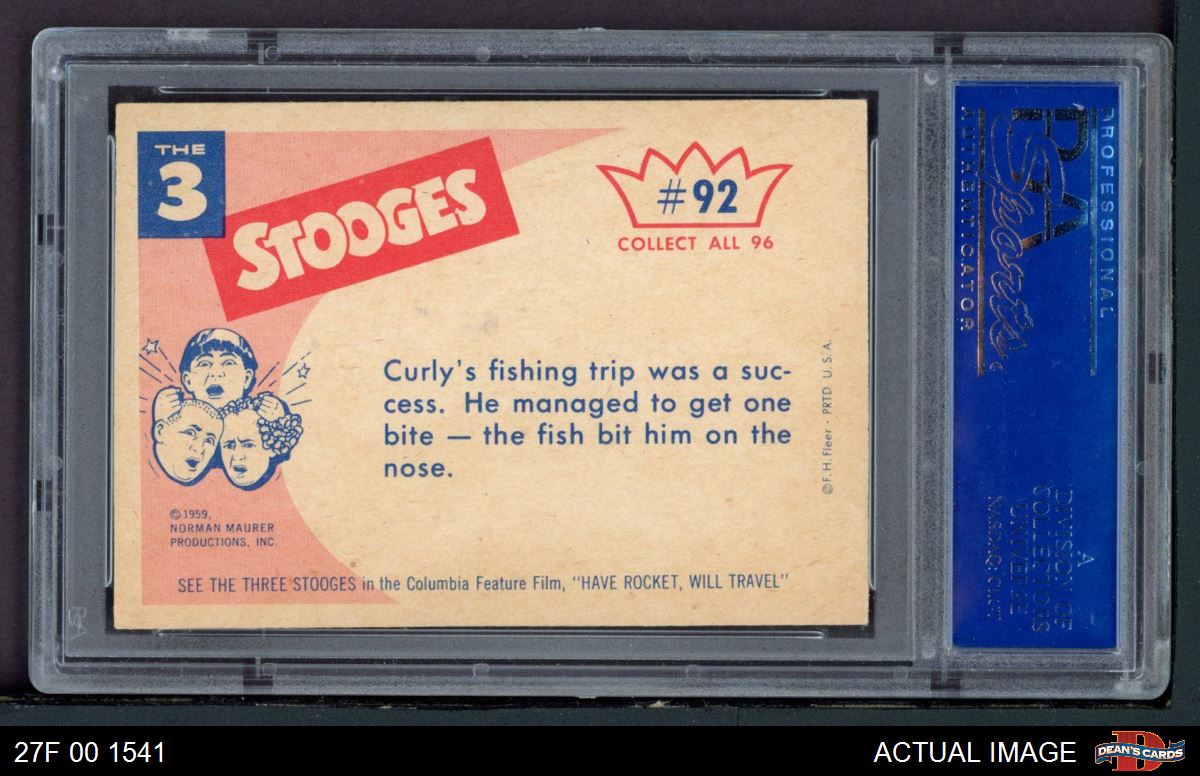 THE
3
STOOGES
#92
COLLECT ALL 96
Curly's fishing trip was a suc-
cess. He managed to get one
bite — the fish bit him on the
nose.
© F. H. Fleer · PRTD U.S.A.
© 1959,
NORMAN MAURER
PRODUCTIONS, INC.
SEE THE THREE STOOGES in the Columbia Feature Film, "HAVE ROCKET, WILL TRAVEL"
PSA
PROFESSIONAL
PSA
Sports
AUTHENTICATOR
A
DIVISION OF
COLLECTORS
UNIVERSE
27F 00 1541
ACTUAL IMAGE
DEAN'S CARDS